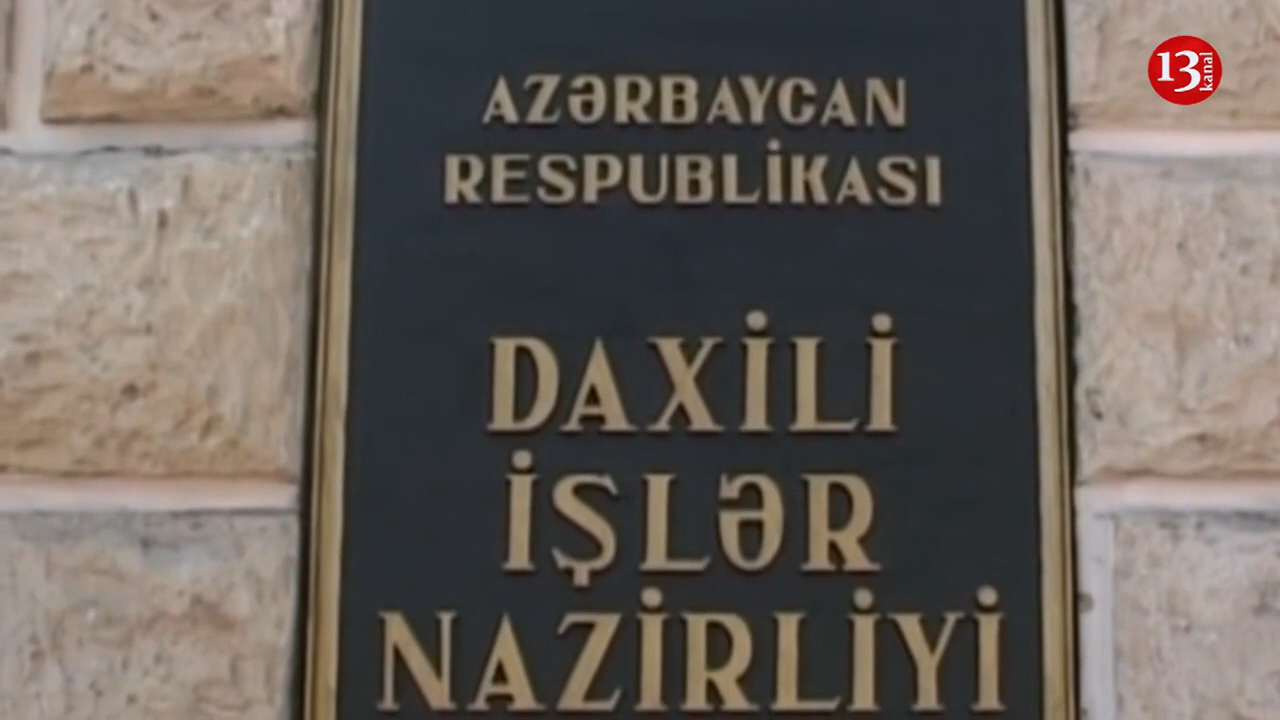 AZƏRBAYCAN
RESPUBLİKASI
DAXİLİ
İŞLƏR
NAZİRLİYİ
13 kanal